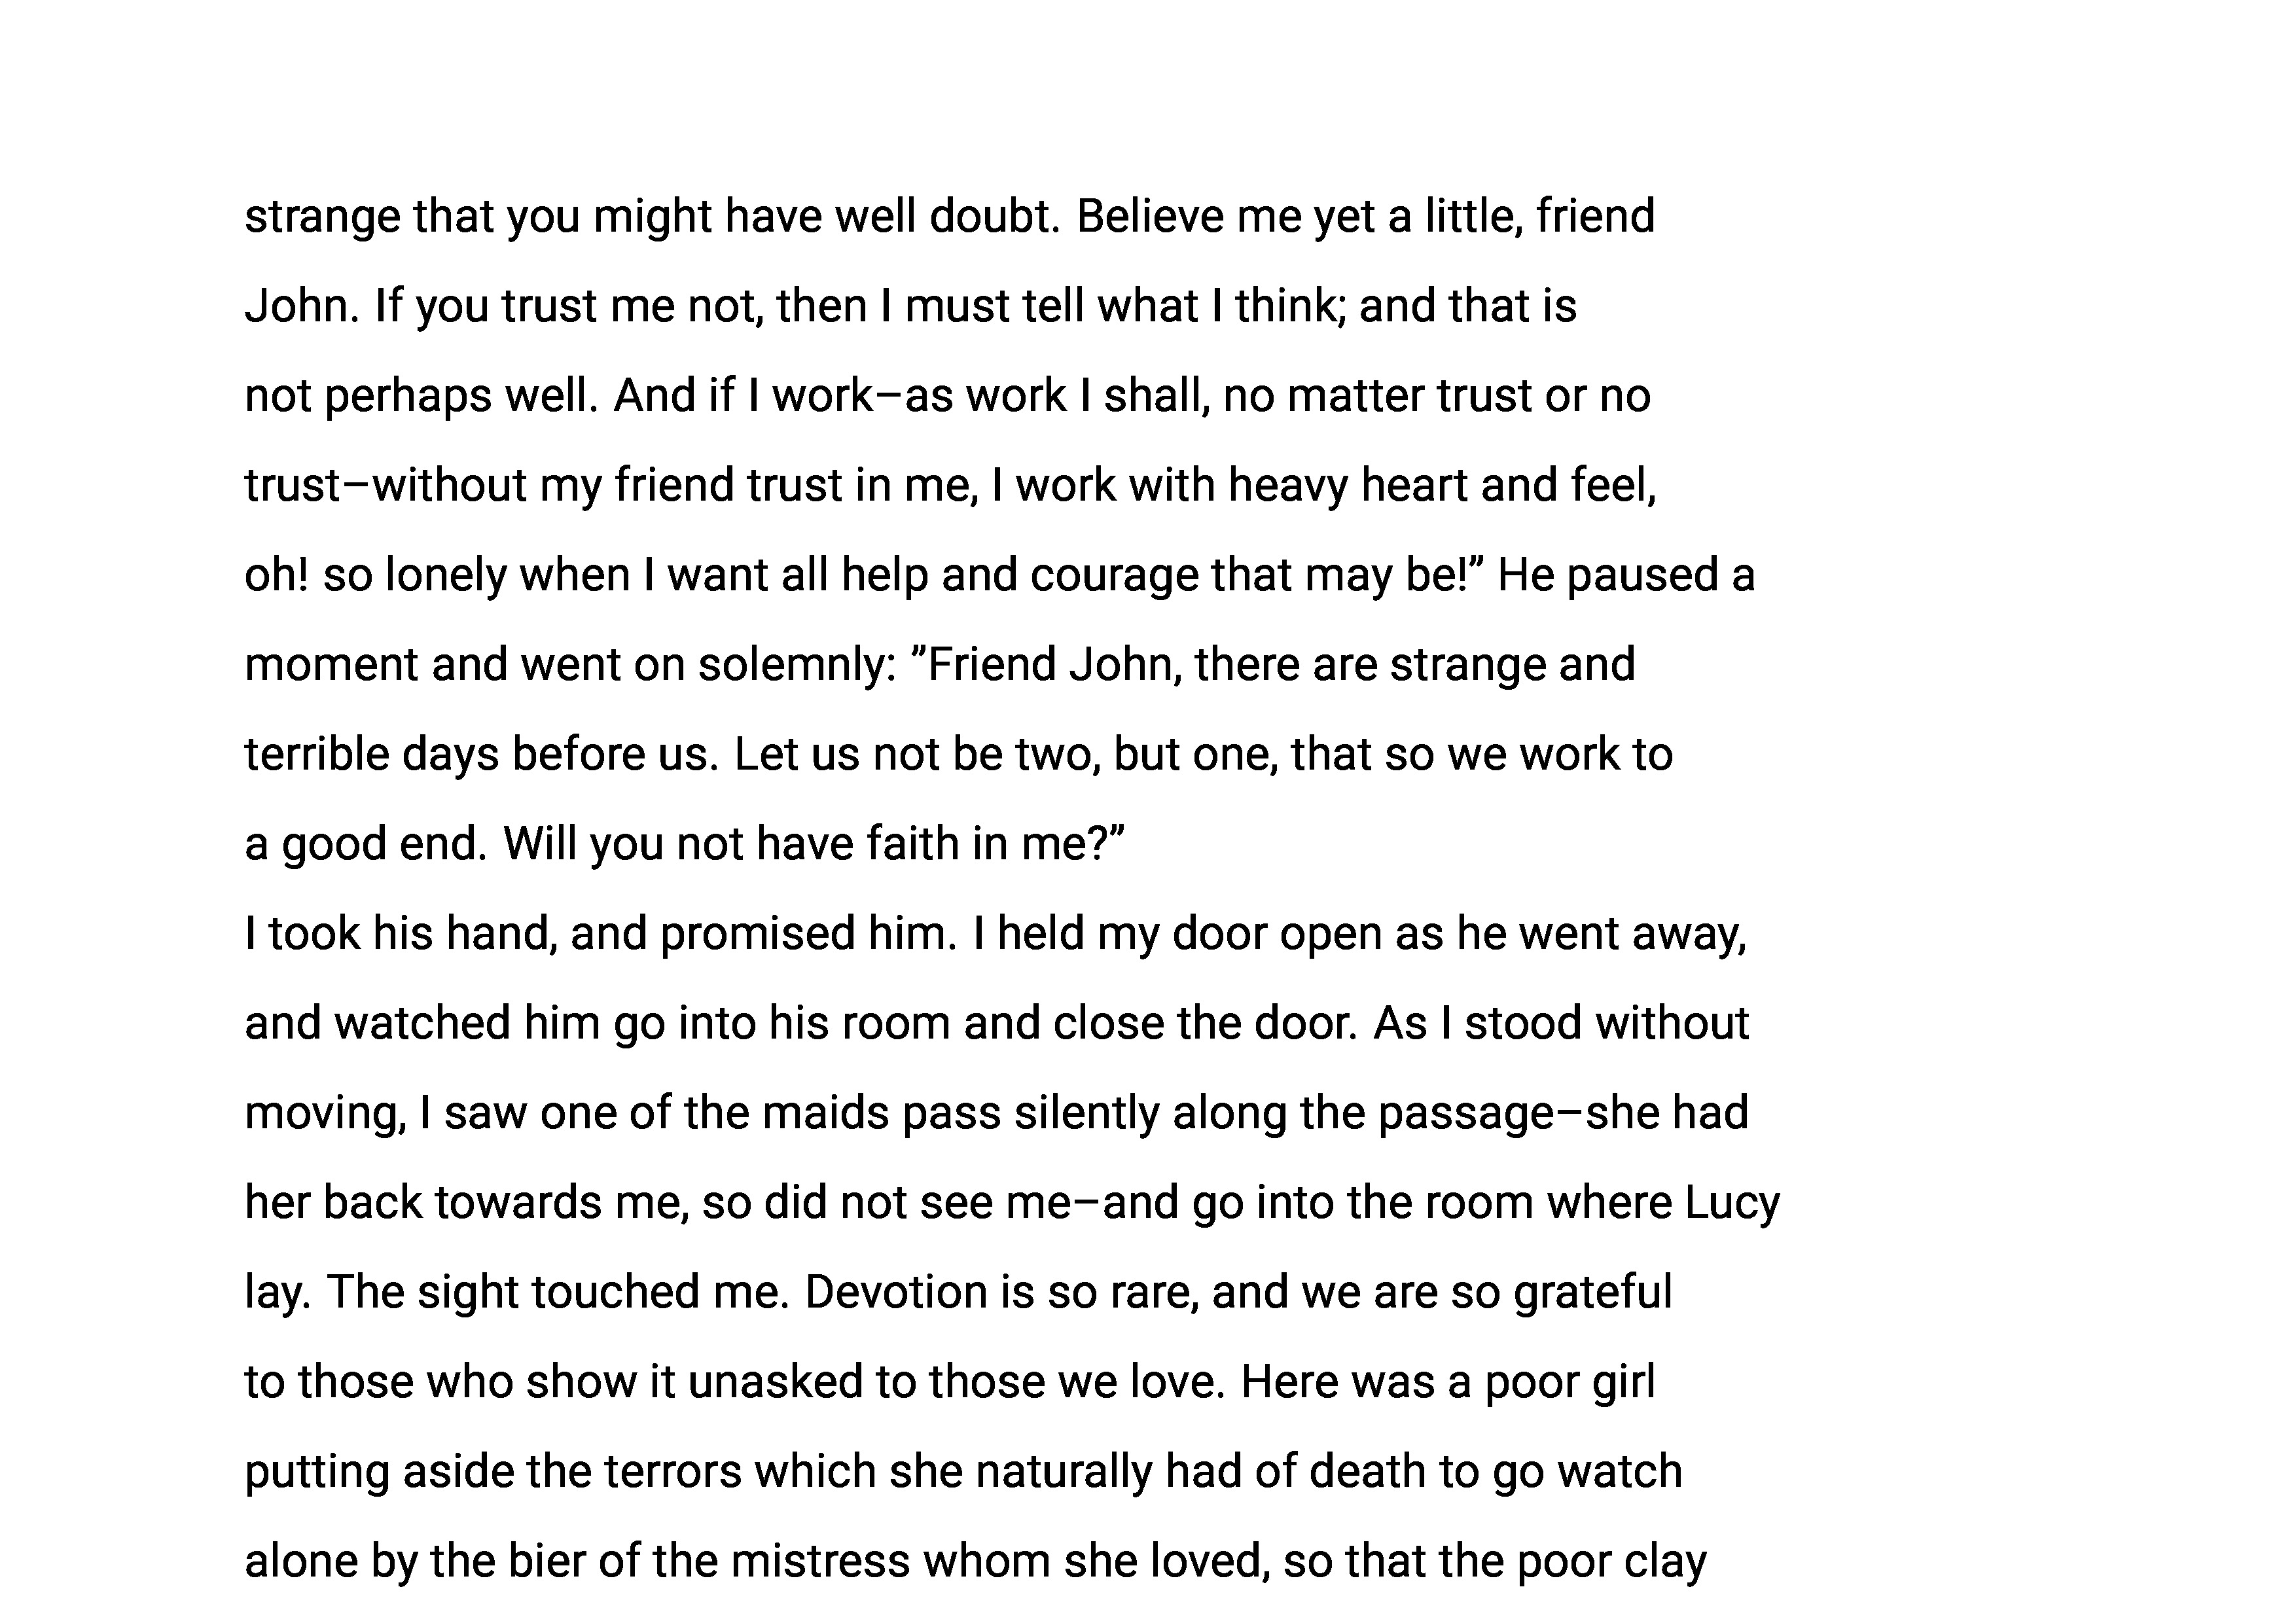 strange that you might have well doubt. Believe me yet a little, friend
John. If you trust me not, then I must tell what I think; and that is
not perhaps well. And if I work–as work I shall, no matter trust or no
trust–without my friend trust in me, I work with heavy heart and feel,
oh! so lonely when I want all help and courage that may be!” He paused a
moment and went on solemnly: ”Friend John, there are strange and
terrible days before us. Let us not be two, but one, that so we work to
a good end. Will you not have faith in me?”
I took his hand, and promised him. I held my door open as he went away,
and watched him go into his room and close the door. As I stood without
moving, I saw one of the maids pass silently along the passage–she had
her back towards me, so did not see me–and go into the room where Lucy
lay. The sight touched me. Devotion is so rare, and we are so grateful
to those who show it unasked to those we love. Here was a poor girl
putting aside the terrors which she naturally had of death to go watch
alone by the bier of the mistress whom she loved, so that the poor clay